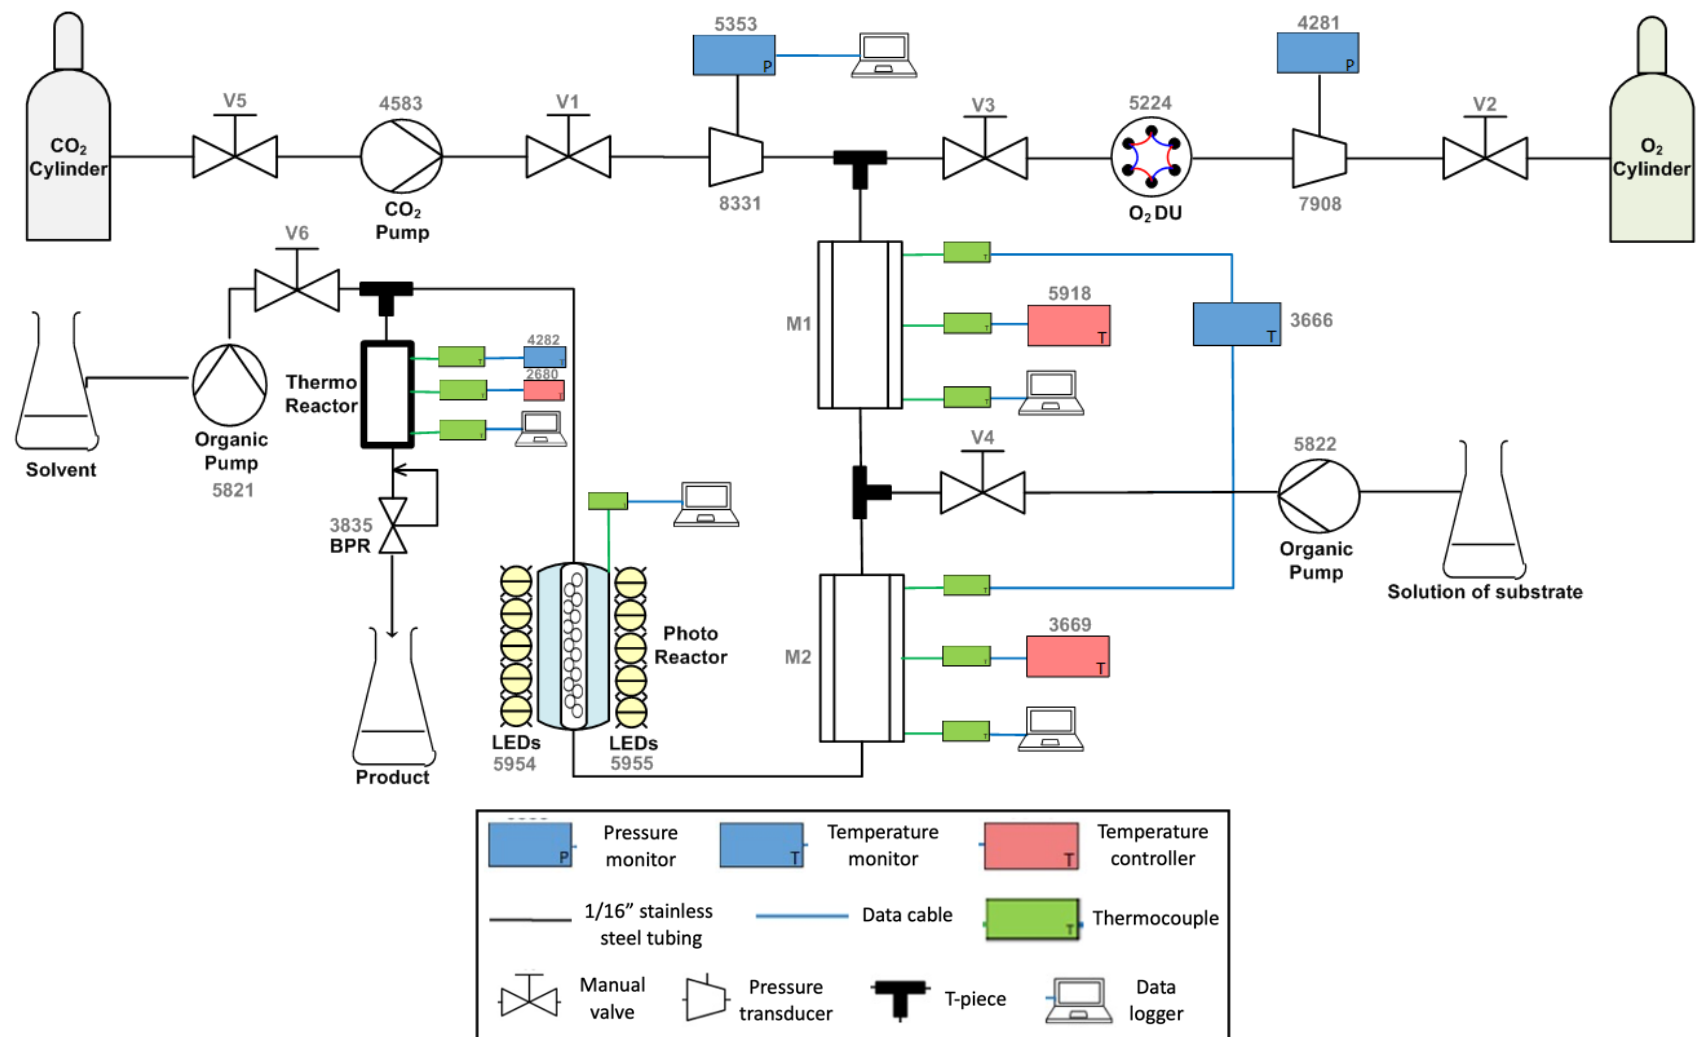 5353
4281
V5
4583
V1
V3
5224
V2
P
P
CO₂
Cylinder
O₂
Cylinder
CO₂
Pump
8331
O₂ DU
7908
V6
T
5918
M1
T
T
3666
T
4282
T
T
2680
T
T
T
T
Thermo
Reactor
Organic
Pump
5821
Solvent
V4
5822
3835
BPR
Organic
Pump
Solution of substrate
T
3669
Photo
Reactor
M2
T
T
T
LEDs
5954
LEDs
5955
Product
P
Pressure
monitor
T
Temperature
monitor
T
Temperature
controller
1/16” stainless
steel tubing
Data cable
T
Thermocouple
Manual
valve
Pressure
transducer
T-piece
Data
logger